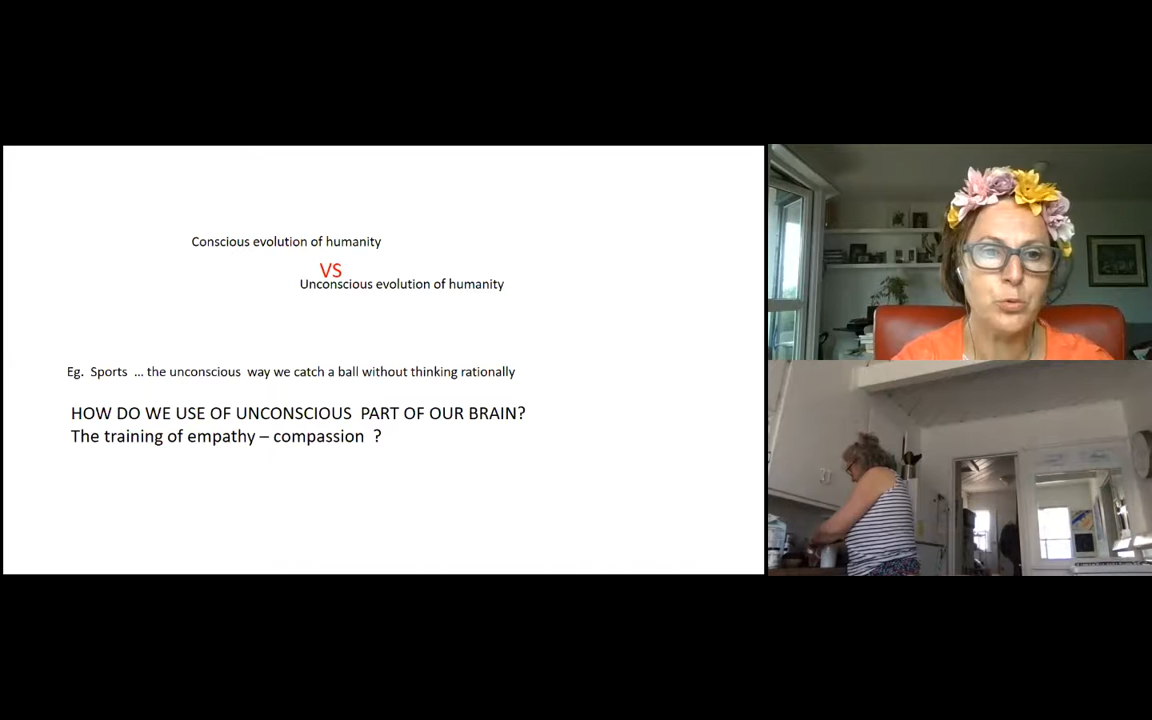 Conscious evolution of humanity
VS
Unconscious evolution of humanity
Eg. Sports ... the unconscious way we catch a ball without thinking rationally
HOW DO WE USE OF UNCONSCIOUS PART OF OUR BRAIN?
The training of empathy – compassion ?